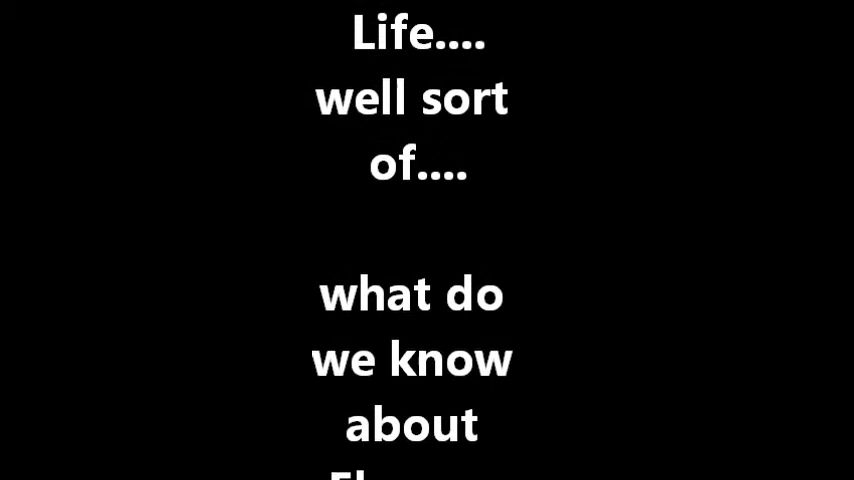 Life....
well sort
of....
what do
we know
about